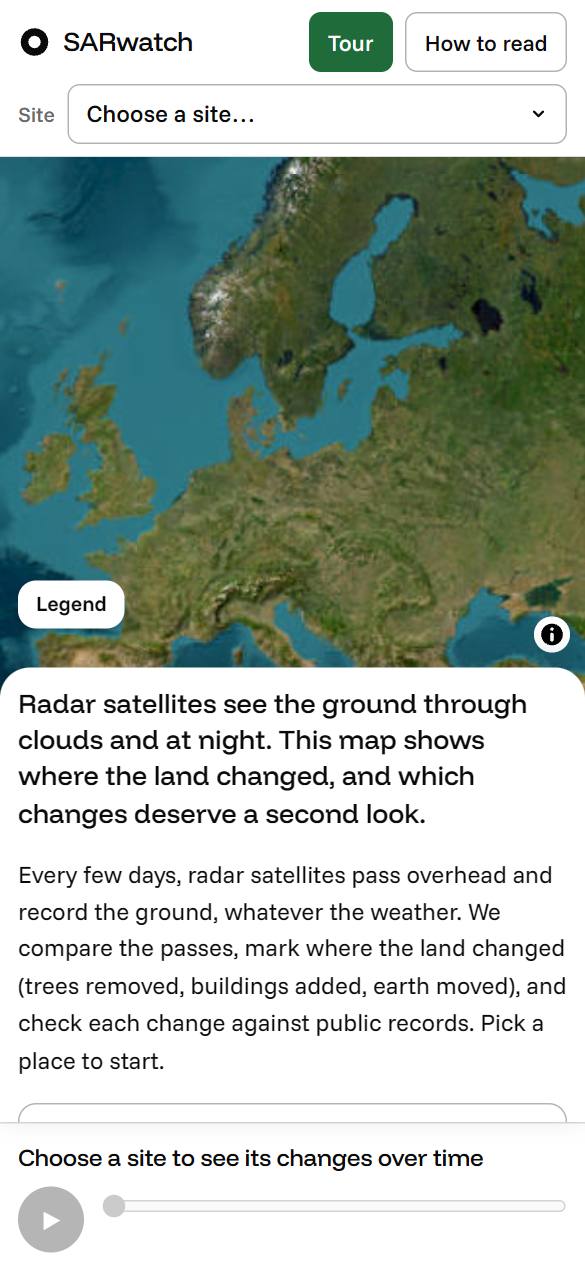 SARwatch
Tour
How to read
Site
Choose a site...
Legend
Radar satellites see the ground through
clouds and at night. This map shows
where the land changed, and which
changes deserve a second look.
Every few days, radar satellites pass overhead and
record the ground, whatever the weather. We
compare the passes, mark where the land changed
(trees removed, buildings added, earth moved), and
check each change against public records. Pick a
place to start.
Choose a site to see its changes over time